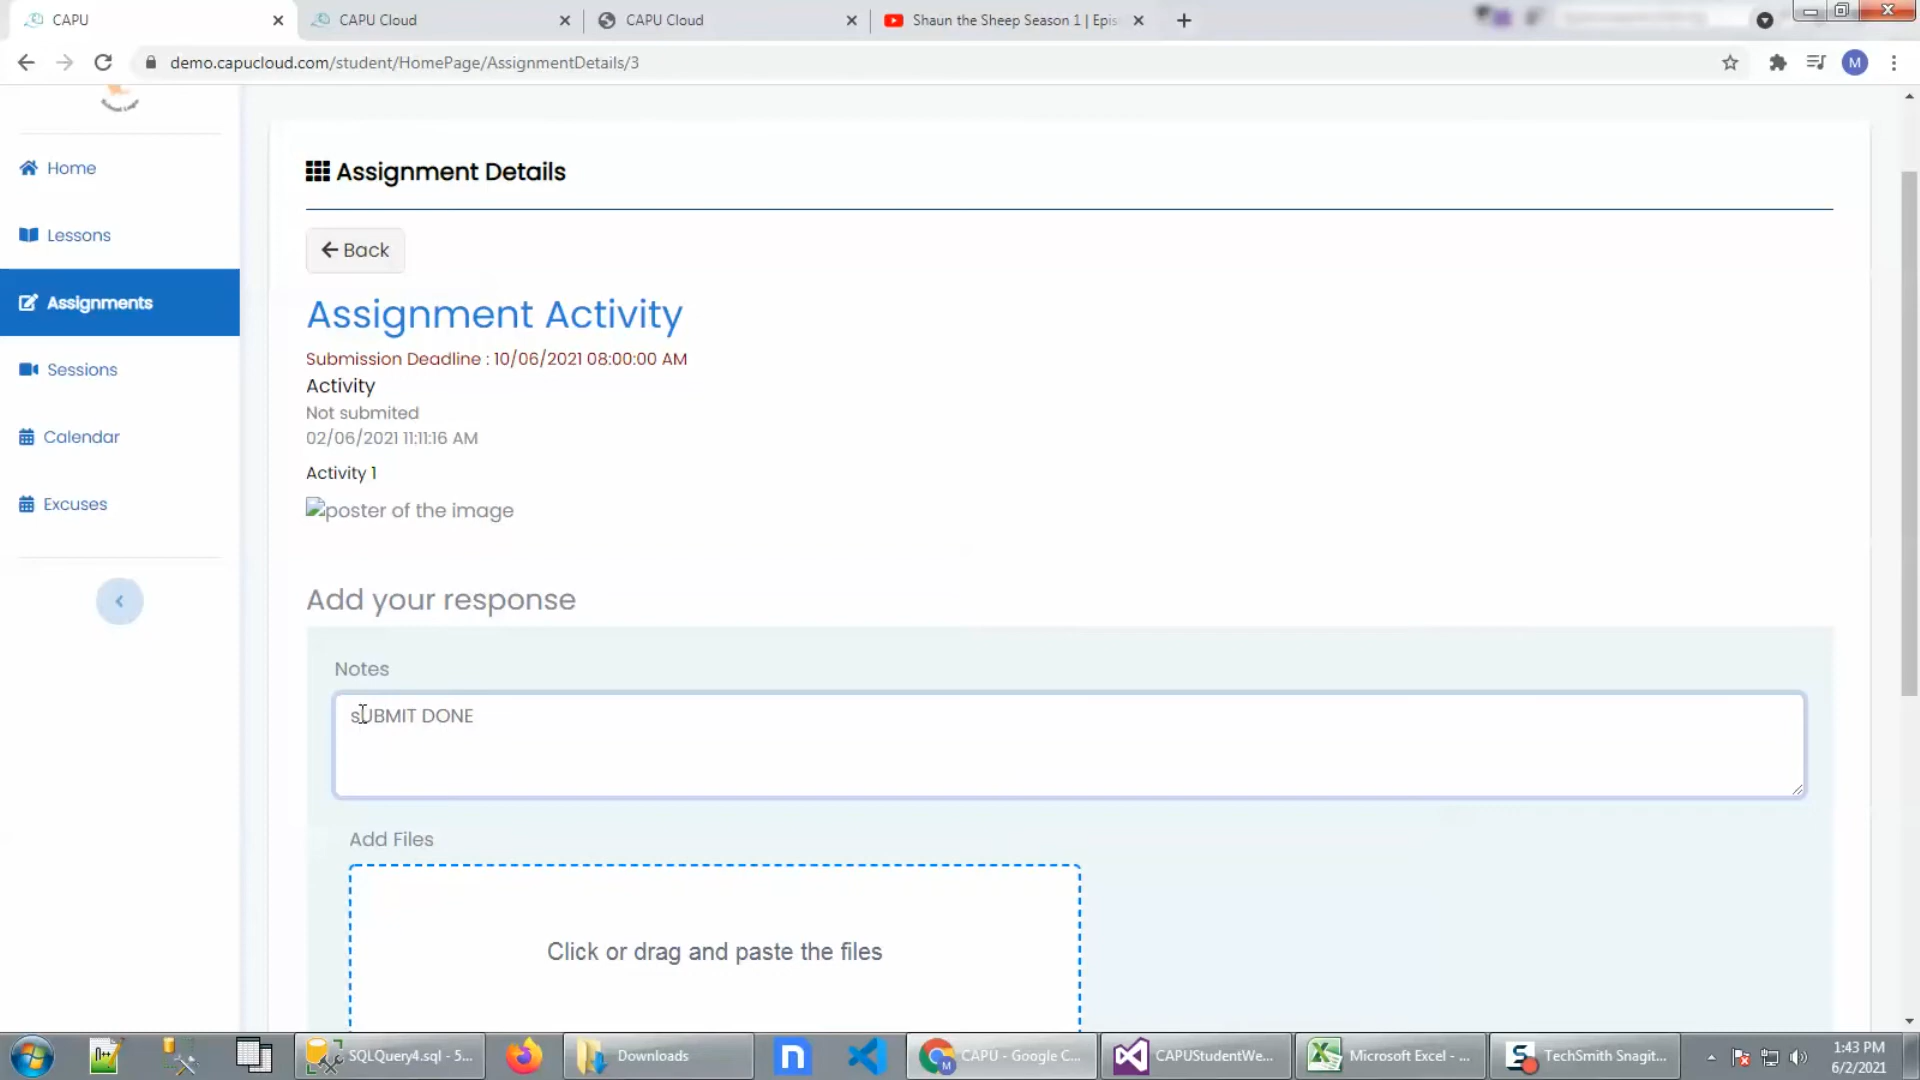 CAPU
CAPU Cloud
CAPU Cloud
Shaun the Sheep Season 1 | Epis
demo.capucloud.com/student/HomePage/AssignmentDetails/3
M
Home
Lessons
Assignments
Sessions
Calendar
Excuses
Assignment Details
Back
Assignment Activity
Submission Deadline : 10/06/2021 08:00:00 AM
Activity
Not submited
02/06/2021 11:11:16 AM
Activity 1
poster of the image
Add your response
Notes
sUBMIT DONE
Add Files
Click or drag and paste the files
SQLQuery4.sql - 5...
Downloads
CAPU - Google C...
CAPUStudentWe...
Microsoft Excel - ...
TechSmith Snagit...
1:43 PM
6/2/2021